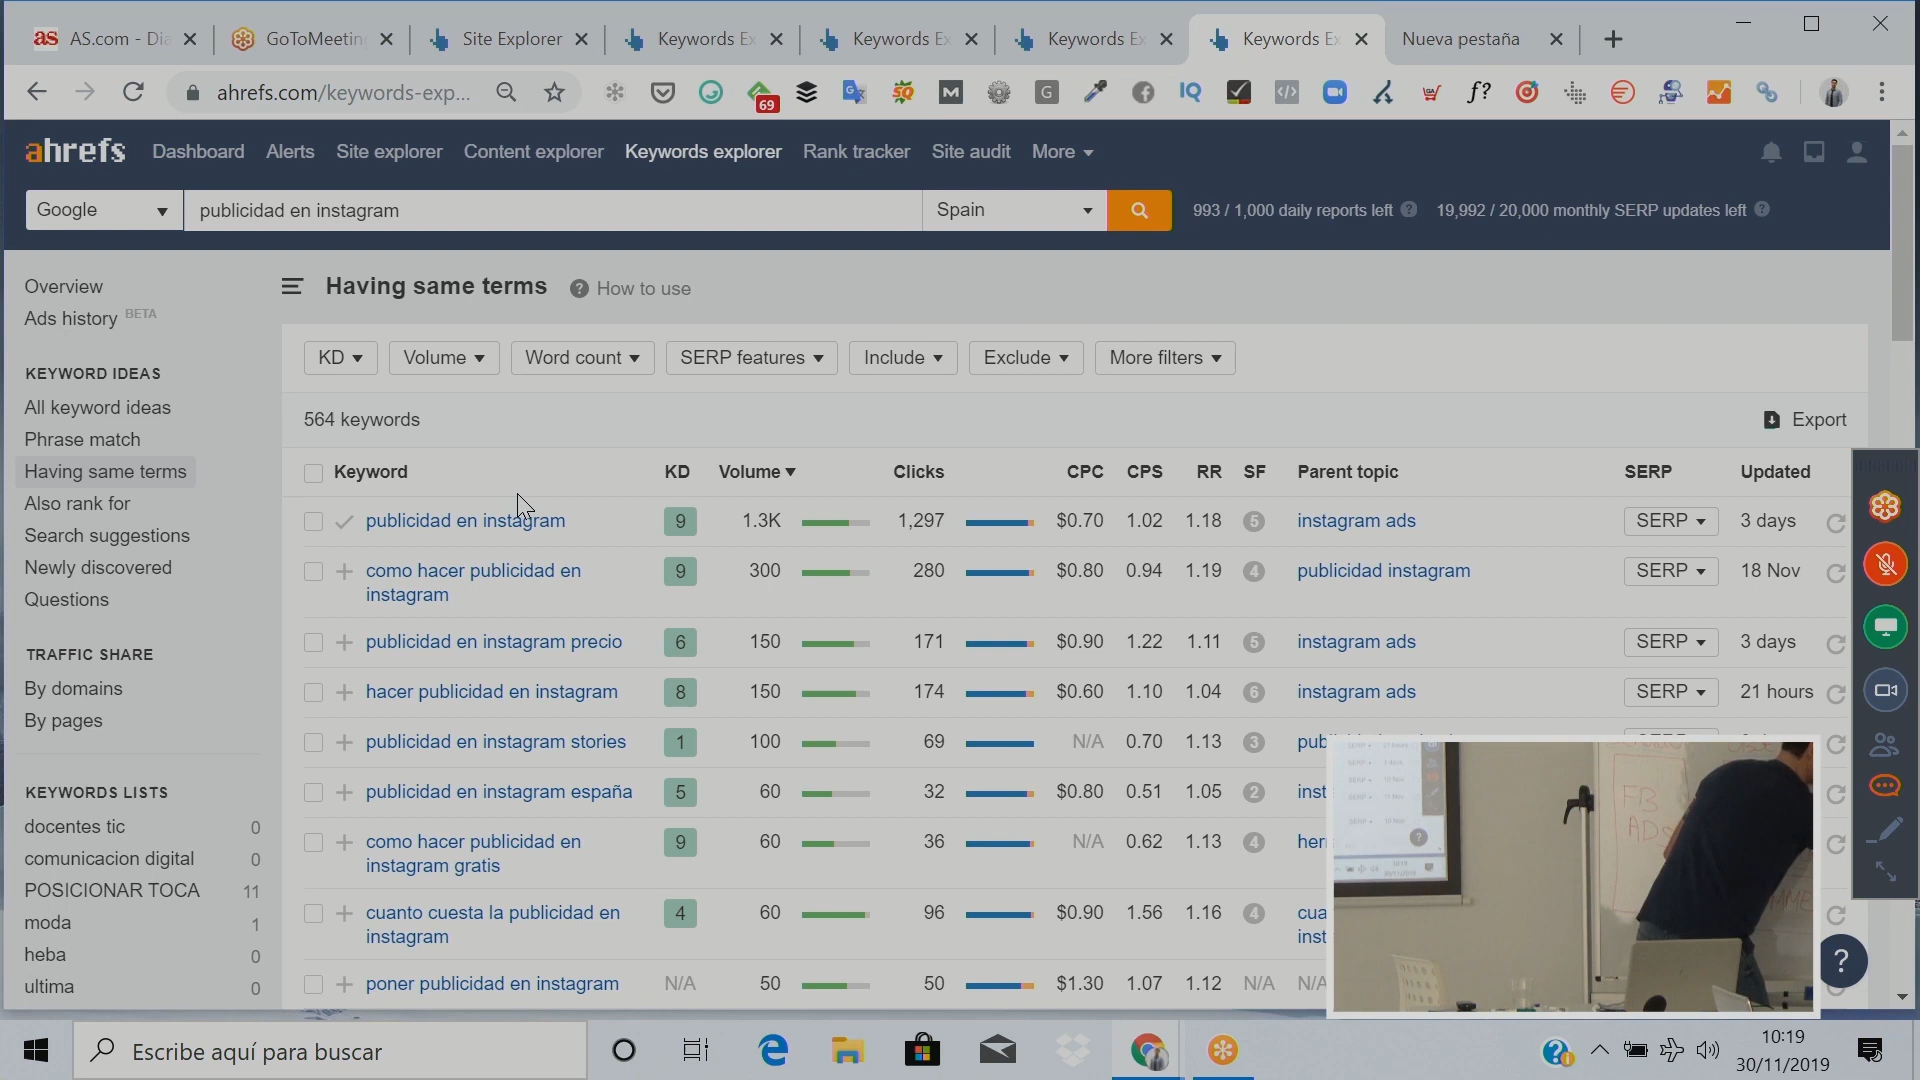 AS.com - Dia
GoToMeeting
Site Explorer
Keywords Ex
Keywords Ex
Keywords Ex
Keywords Ex
Nueva pestaña
ahrefs.com/keywords-exp...
69
ahrefs
Dashboard
Alerts
Site explorer
Content explorer
Keywords explorer
Rank tracker
Site audit
More
Google
publicidad en instagram
Spain
993 / 1,000 daily reports left
19,992 / 20,000 monthly SERP updates left
Overview
Ads history BETA
KEYWORD IDEAS
All keyword ideas
Phrase match
Having same terms
Also rank for
Search suggestions
Newly discovered
Questions
TRAFFIC SHARE
By domains
By pages
KEYWORDS LISTS
docentes tic 0
comunicacion digital 0
POSICIONAR TOCA 11
moda 1
heba 0
ultima 0
Having same terms
How to use
KD
Volume
Word count
SERP features
Include
Exclude
More filters
564 keywords
Export
Keyword KD Volume Clicks CPC CPS RR SF Parent topic SERP Updated
publicidad en instagram 9 1.3K 1,297 $0.70 1.02 1.18 5 instagram ads SERP 3 days
como hacer publicidad en 9 300 280 $0.80 0.94 1.19 4 publicidad instagram SERP 18 Nov
instagram
publicidad en instagram precio 6 150 171 $0.90 1.22 1.11 5 instagram ads SERP 3 days
hacer publicidad en instagram 8 150 174 $0.60 1.10 1.04 6 instagram ads SERP 21 hours
publicidad en instagram stories 1 100 69 N/A 0.70 1.13 3
publicidad en instagram españa 5 60 32 $0.80 0.51 1.05 2 inst
como hacer publicidad en 9 60 36 N/A 0.62 1.13 4
instagram gratis
cuanto cuesta la publicidad en 4 60 96 $0.90 1.56 1.16 4 cua
instagram inst
poner publicidad en instagram N/A 50 50 $1.30 1.07 1.12 N/A N/A
FB
ADS
Escribe aquí para buscar
10:19
30/11/2019